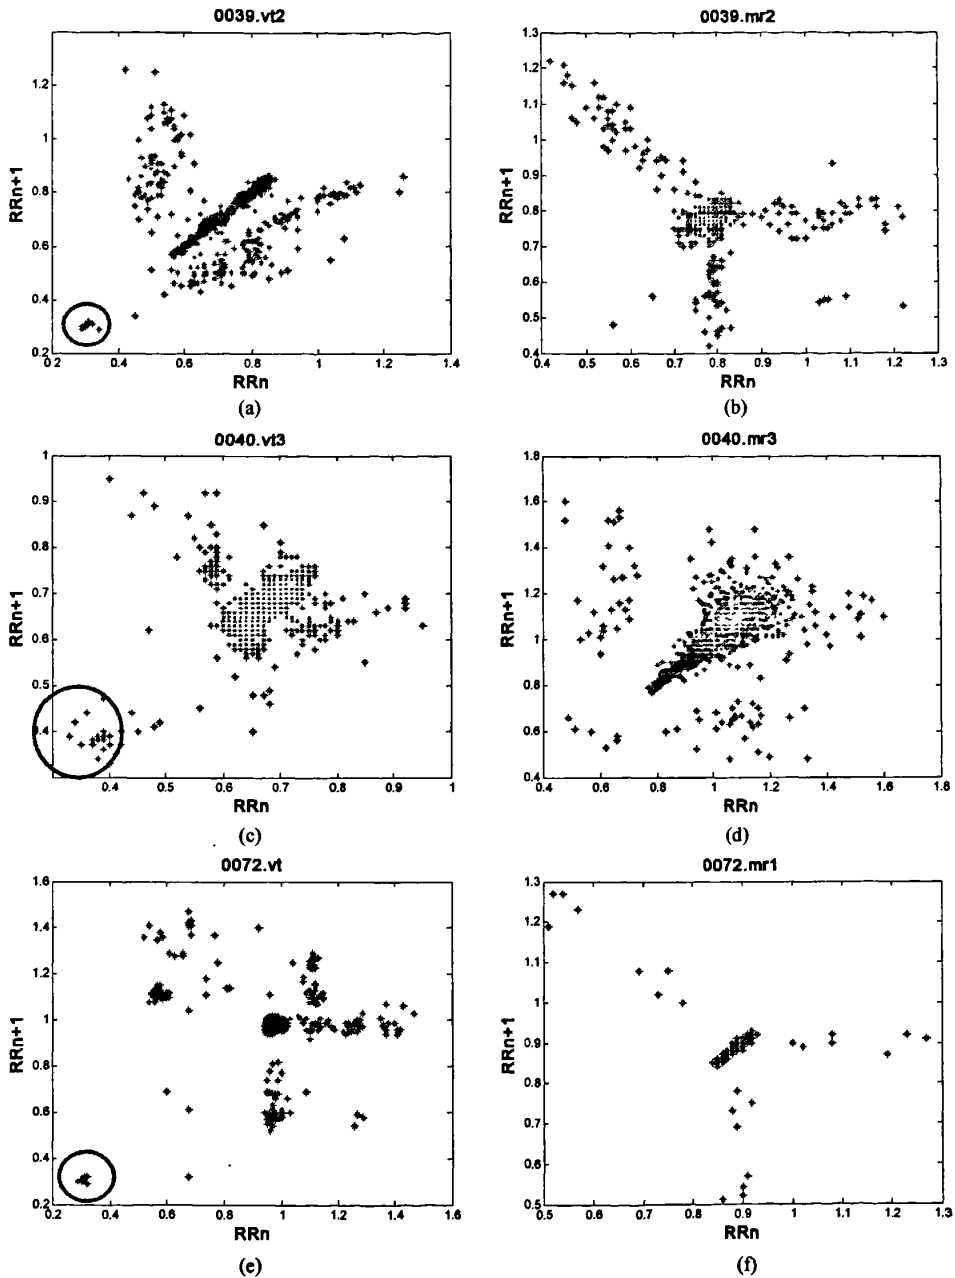 0039.vt2
1.2
1
0.8
0.6
0.4
0.2
0.2 0.4 0.6 0.8 1 1.2 1.4
RRn+1
RRn
(a)
0039.mr2
1.3
1.2
1.1
1
0.9
0.8
0.7
0.6
0.5
0.4
0.4 0.5 0.6 0.7 0.8 0.9 1 1.1 1.2 1.3
RRn+1
RRn
(b)
0040.vt3
1
0.9
0.8
0.7
0.6
0.5
0.4
0.4 0.5 0.6 0.7 0.8 0.9 1
RRn+1
RRn
(c)
0040.mr3
1.8
1.6
1.4
1.2
1
0.8
0.6
0.4
0.4 0.6 0.8 1 1.2 1.4 1.6 1.8
RRn+1
RRn
(d)
0072.vt
1.6
1.4
1.2
1
0.8
0.6
0.4
0.2
0.2 0.4 0.6 0.8 1 1.2 1.4 1.6
RRn+1
RRn
(e)
0072.mr1
1.3
1.2
1.1
1
0.9
0.8
0.7
0.6
0.5
0.5 0.6 0.7 0.8 0.9 1 1.1 1.2 1.3
RRn+1
RRn
(f)